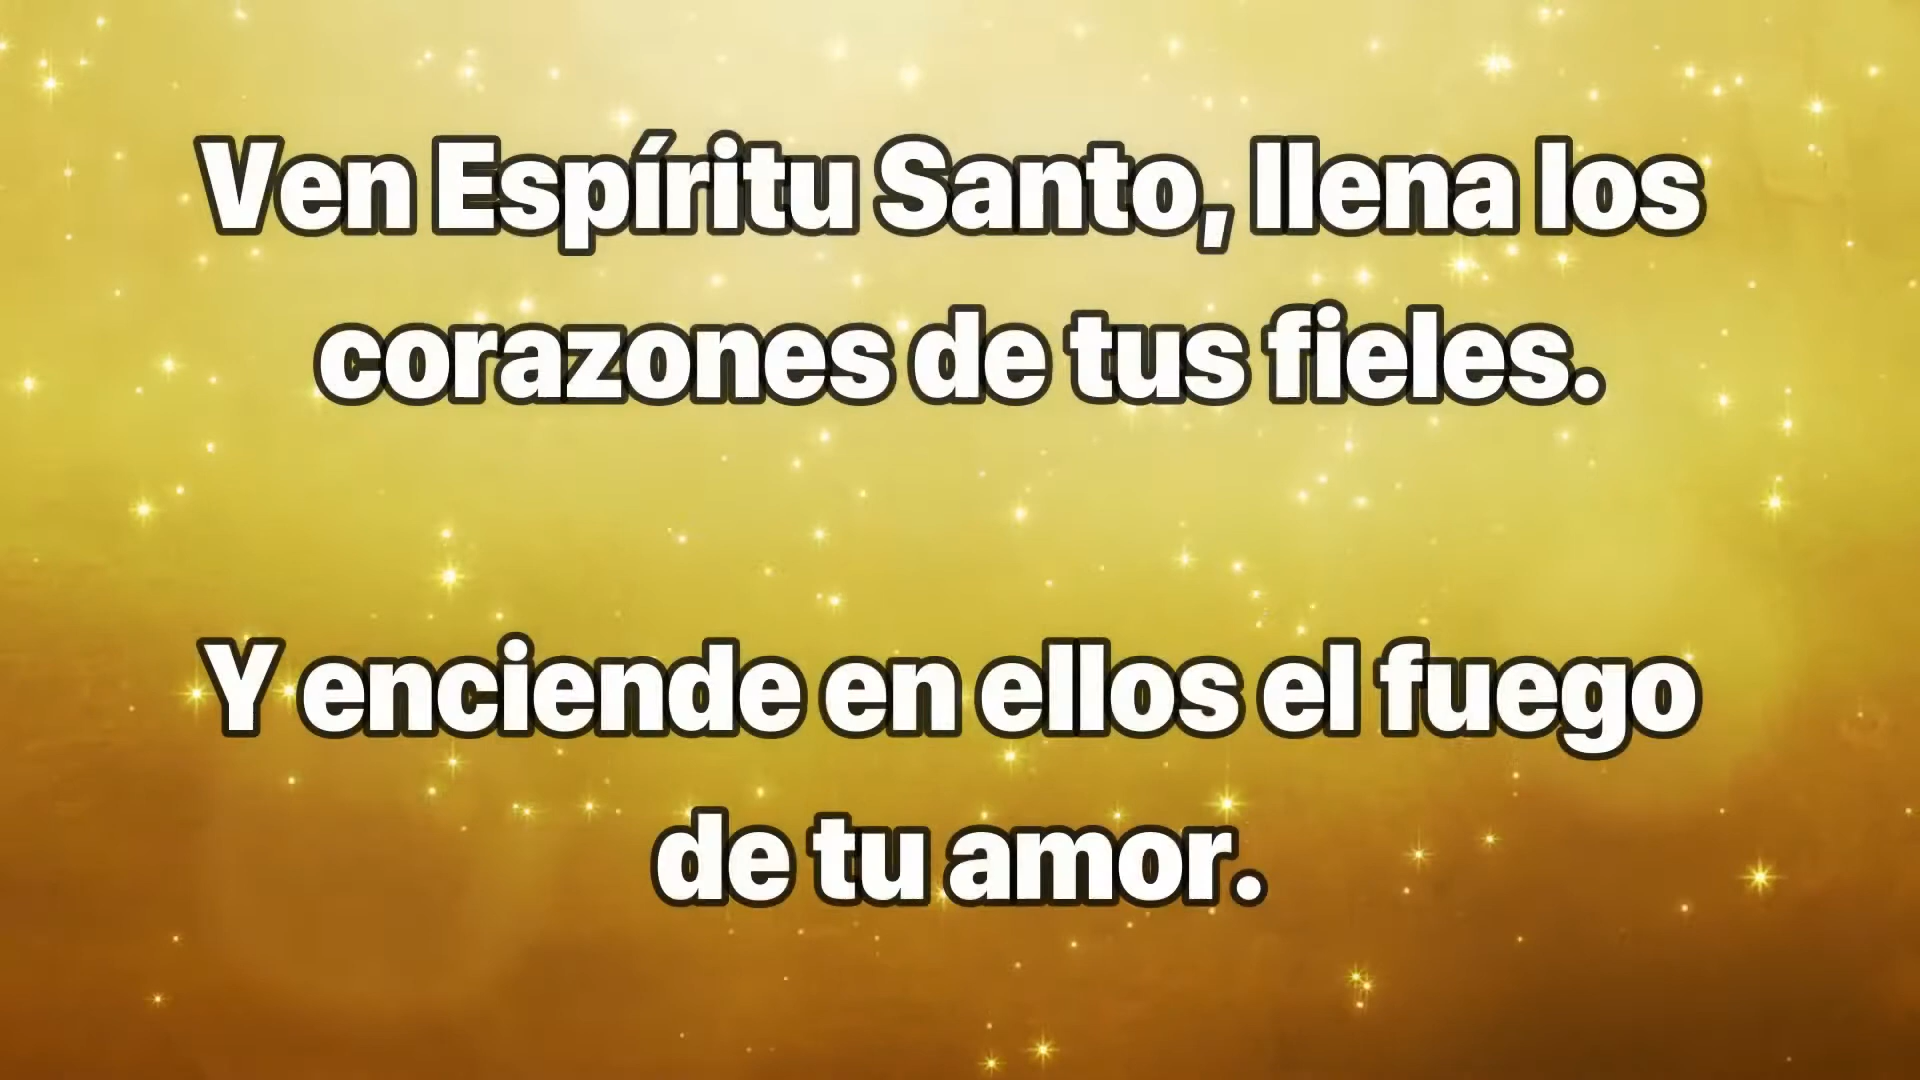 Ven Espíritu Santo, llena los
corazones de tus fieles.
Y enciende en ellos el fuego
de tu amor.